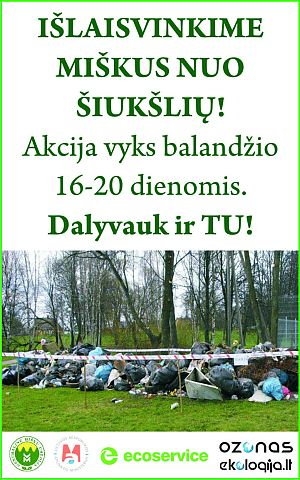 IŠLAISVINKIME
MIŠKUS NUO
ŠIUKŠLIŲ!
Akcija vyks balandžio
16-20 dienomis.
Dalyvauk ir TU!
ecoservice
ozonas
ekologija.lt